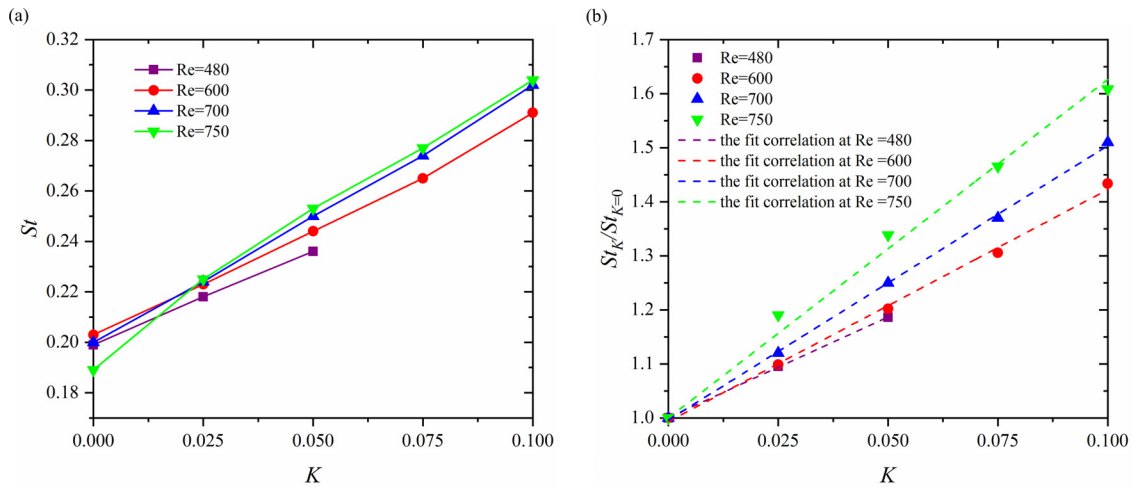 (a)
0.32
0.30
0.28
0.26
0.24
0.22
0.20
0.18
St
Re=480
Re=600
Re=700
Re=750
0.000 0.025 0.050 0.075 0.100
K
(b)
1.7
1.6
1.5
1.4
1.3
1.2
1.1
1.0
St_K/St_{K=0}
Re=480
Re=600
Re=700
Re=750
the fit correlation at Re =480
the fit correlation at Re =600
the fit correlation at Re =700
the fit correlation at Re =750
0.000 0.025 0.050 0.075 0.100
K